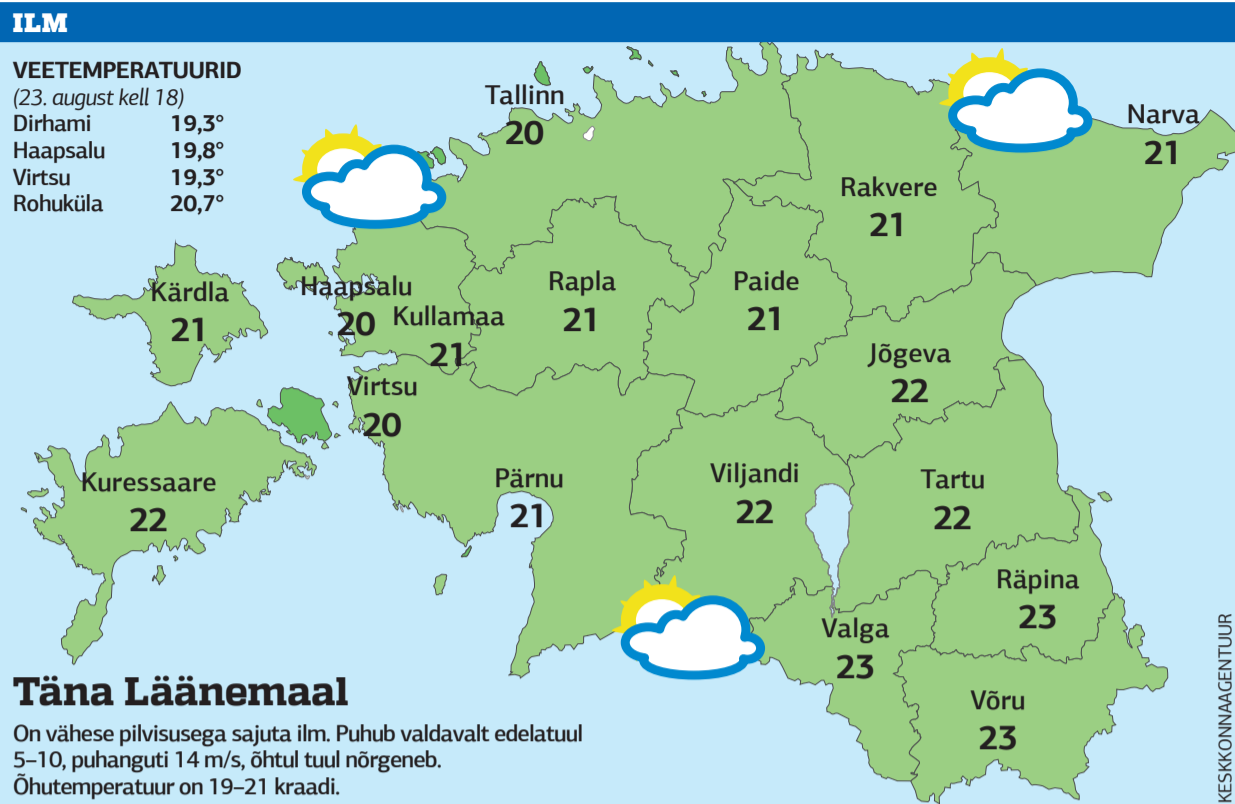 ILM
VEETEMPERATUURID
(23. august kell 18)
Dirhami 19,3°
Haapsalu 19,8°
Virtsu 19,3°
Rohuküla 20,7°
Tallinn
20
Narva
21
Rakvere
21
Kärdla
21
Haapsalu
20
Kullamaa
21
Rapla
21
Paide
21
Jõgeva
22
Virtsu
20
Kuressaare
22
Pärnu
21
Viljandi
22
Tartu
22
Räpina
23
Valga
23
Võru
23
Täna Läänemaal
On vähese pilvisusega sajuta ilm. Puhub valdavalt edelatuul
5–10, puhanguti 14 m/s, õhtul tuul nõrgeneb.
Õhutemperatuur on 19–21 kraadi.
KESKKONNAAGENTUUR